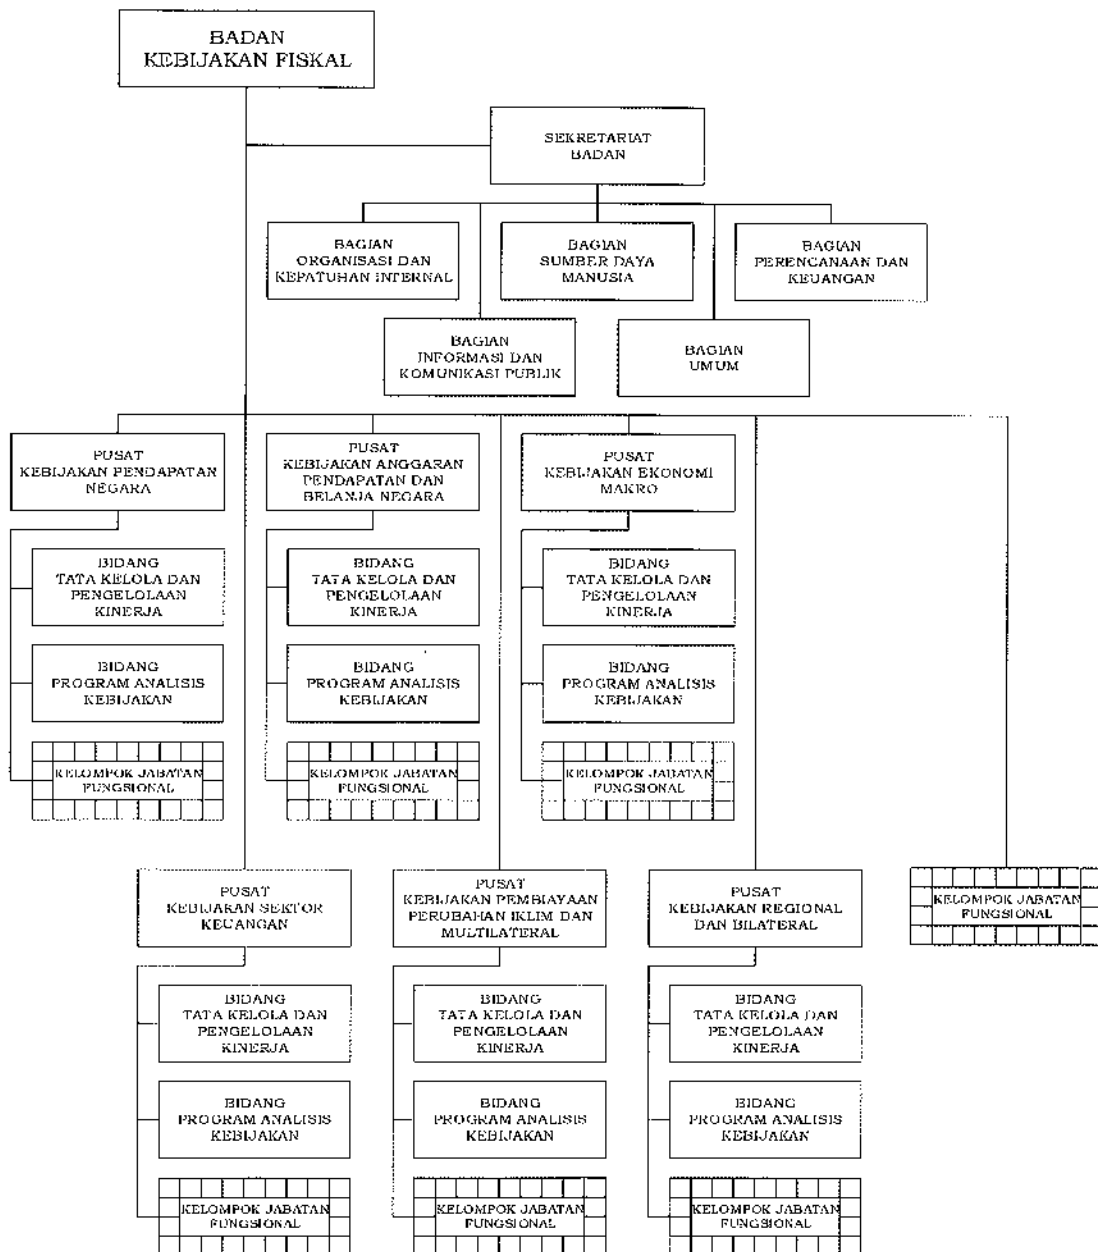 BADAN
KEBIJAKAN FISKAL
SEKRETARIAT
BADAN
BAGIAN
ORGANISASI DAN
KEPATUHAN INTERNAL
BAGIAN
SUMBER DAYA
MANUSIA
BAGIAN
PERENCANAAN DAN
KEUANGAN
BAGIAN
INFORMASI DAN
KOMUNIKASI PUBLIK
BAGIAN
UMUM
PUSAT
KEBIJAKAN PENDAPATAN
NEGARA
PUSAT
KEBIJAKAN ANGGARAN
PENDAPATAN DAN
BELANJA NEGARA
PUSAT
KEBIJAKAN EKONOMI
MAKRO
BIDANG
TATA KELOLA DAN
PENGELOLAAN
KINERJA
BIDANG
TATA KELOLA DAN
PENGELOLAAN
KINERJA
BIDANG
TATA KELOLA DAN
PENGELOLAAN
KINERJA
BIDANG
PROGRAM ANALISIS
KEBIJAKAN
BIDANG
PROGRAM ANALISIS
KEBIJAKAN
BIDANG
PROGRAM ANALISIS
KEBIJAKAN
KELOMPOK JABATAN
FUNGSIONAL
KELOMPOK JABATAN
FUNGSIONAL
KELOMPOK JABATAN
FUNGSIONAL
PUSAT
KEBIJAKAN SEKTOR
KEUANGAN
PUSAT
KEBIJAKAN PEMBIAYAAN
PERUBAHAN IKLIM DAN
MULTILATERAL
PUSAT
KEBIJAKAN REGIONAL
DAN BILATERAL
KELOMPOK JABATAN
FUNGSIONAL
BIDANG
TATA KELOLA DAN
PENGELOLAAN
KINERJA
BIDANG
TATA KELOLA DAN
PENGELOLAAN
KINERJA
BIDANG
TATA KELOLA DAN
PENGELOLAAN
KINERJA
BIDANG
PROGRAM ANALISIS
KEBIJAKAN
BIDANG
PROGRAM ANALISIS
KEBIJAKAN
BIDANG
PROGRAM ANALISIS
KEBIJAKAN
KELOMPOK JABATAN
FUNGSIONAL
KELOMPOK JABATAN
FUNGSIONAL
KELOMPOK JABATAN
FUNGSIONAL